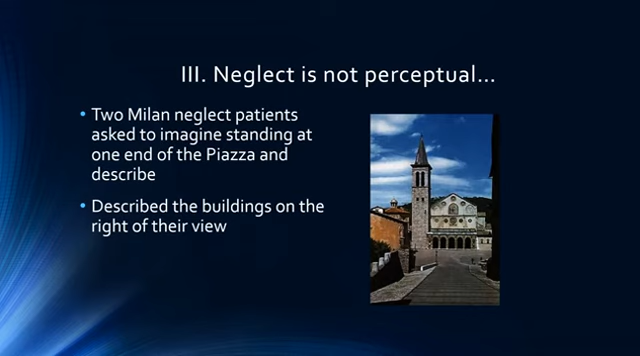 III. Neglect is not perceptual...
• Two Milan neglect patients
asked to imagine standing at
one end of the Piazza and
describe
• Described the buildings on the
right of their view